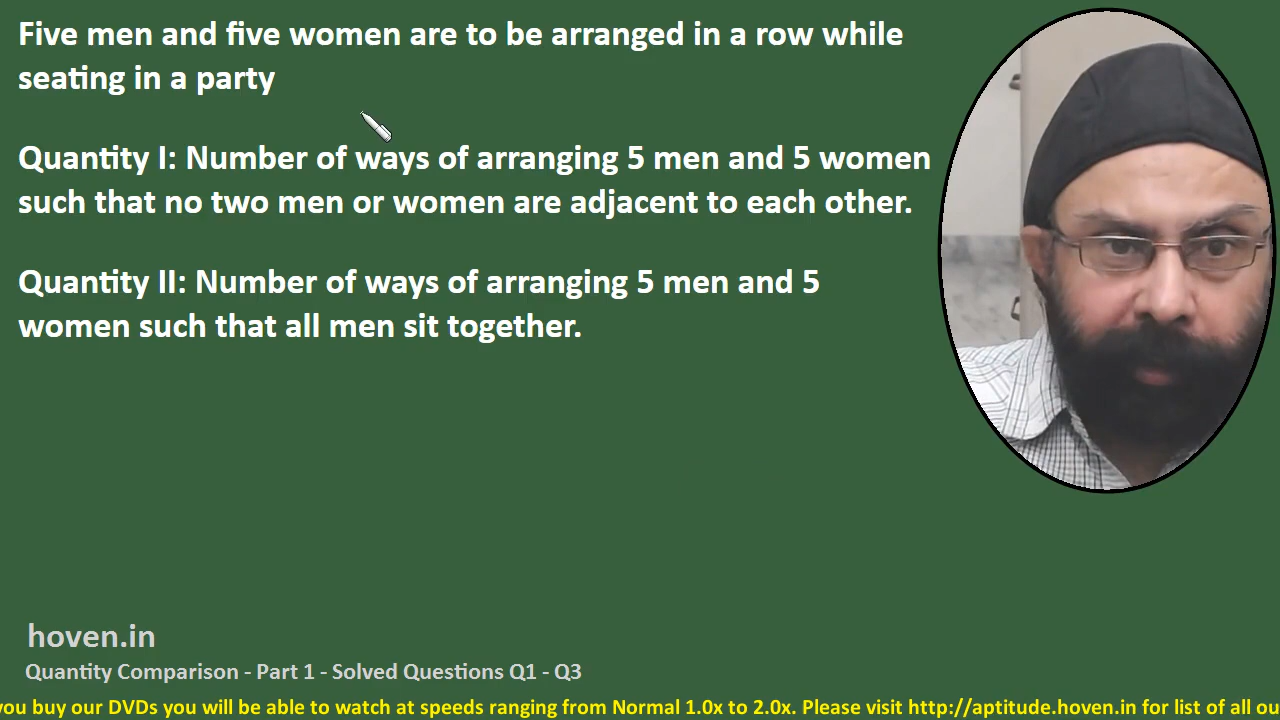 Five men and five women are to be arranged in a row while
seating in a party
Quantity I: Number of ways of arranging 5 men and 5 women
such that no two men or women are adjacent to each other.
Quantity II: Number of ways of arranging 5 men and 5
women such that all men sit together.
hoven.in
Quantity Comparison - Part 1 - Solved Questions Q1 - Q3
you buy our DVDs you will be able to watch at speeds ranging from Normal 1.0x to 2.0x. Please visit http://aptitude.hoven.in for list of all ou